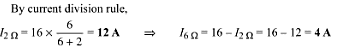 By current division rule,
I₂ Ω = 16 × 6/(6 + 2) = 12 A ⇒ I₆ Ω = 16 – I₂ Ω = 16 – 12 = 4 A